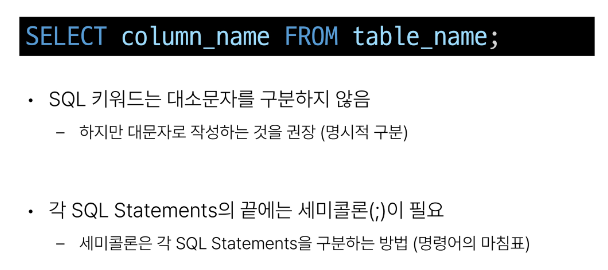 SELECT column_name FROM table_name;
• SQL 키워드는 대소문자를 구분하지 않음
– 하지만 대문자로 작성하는 것을 권장 (명시적 구분)
• 각 SQL Statements의 끝에는 세미콜론(;)이 필요
– 세미콜론은 각 SQL Statements을 구분하는 방법 (명령어의 마침표)